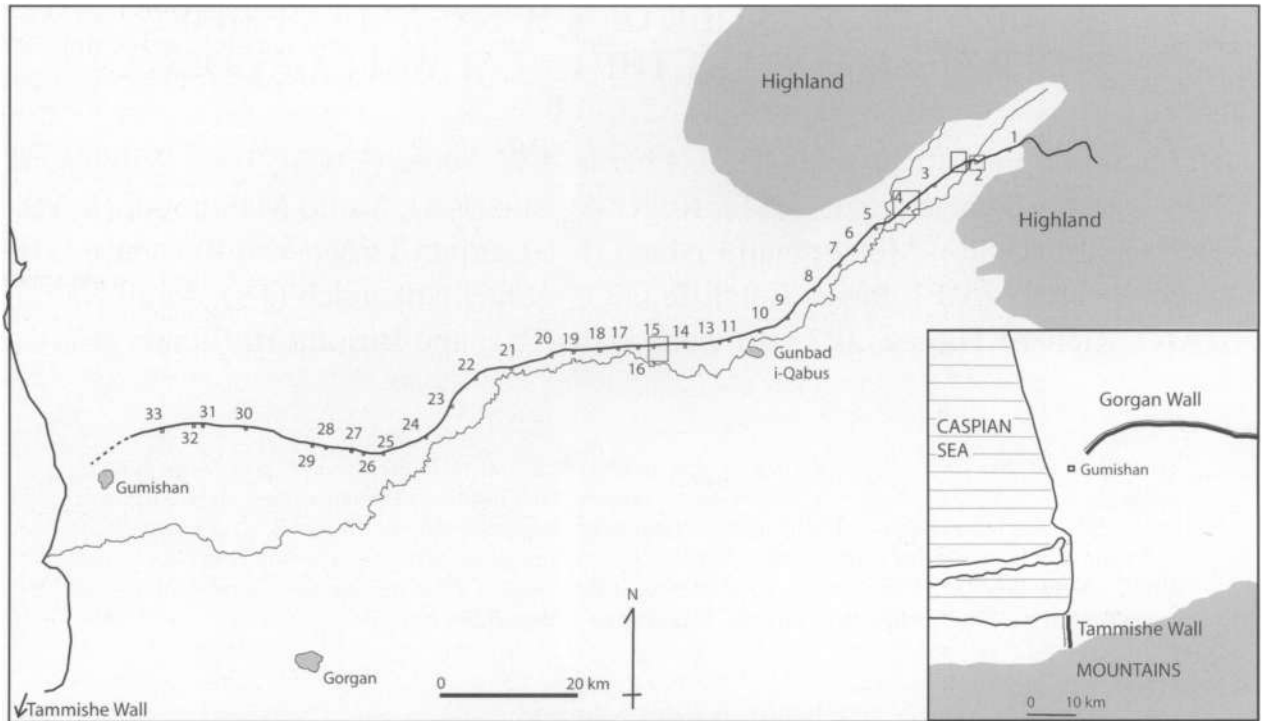 Highland
Highland
1
2
3
4
5
6
7
8
9
10
11
13
14
15
16
17
18
19
20
21
22
23
24
25
26
27
28
29
30
31
32
33
Gunbad
i-Qabus
Gumishan
Gorgan
N
0 20 km
Tammishe Wall
CASPIAN
SEA
Gorgan Wall
Gumishan
Tammishe Wall
MOUNTAINS
0 10 km